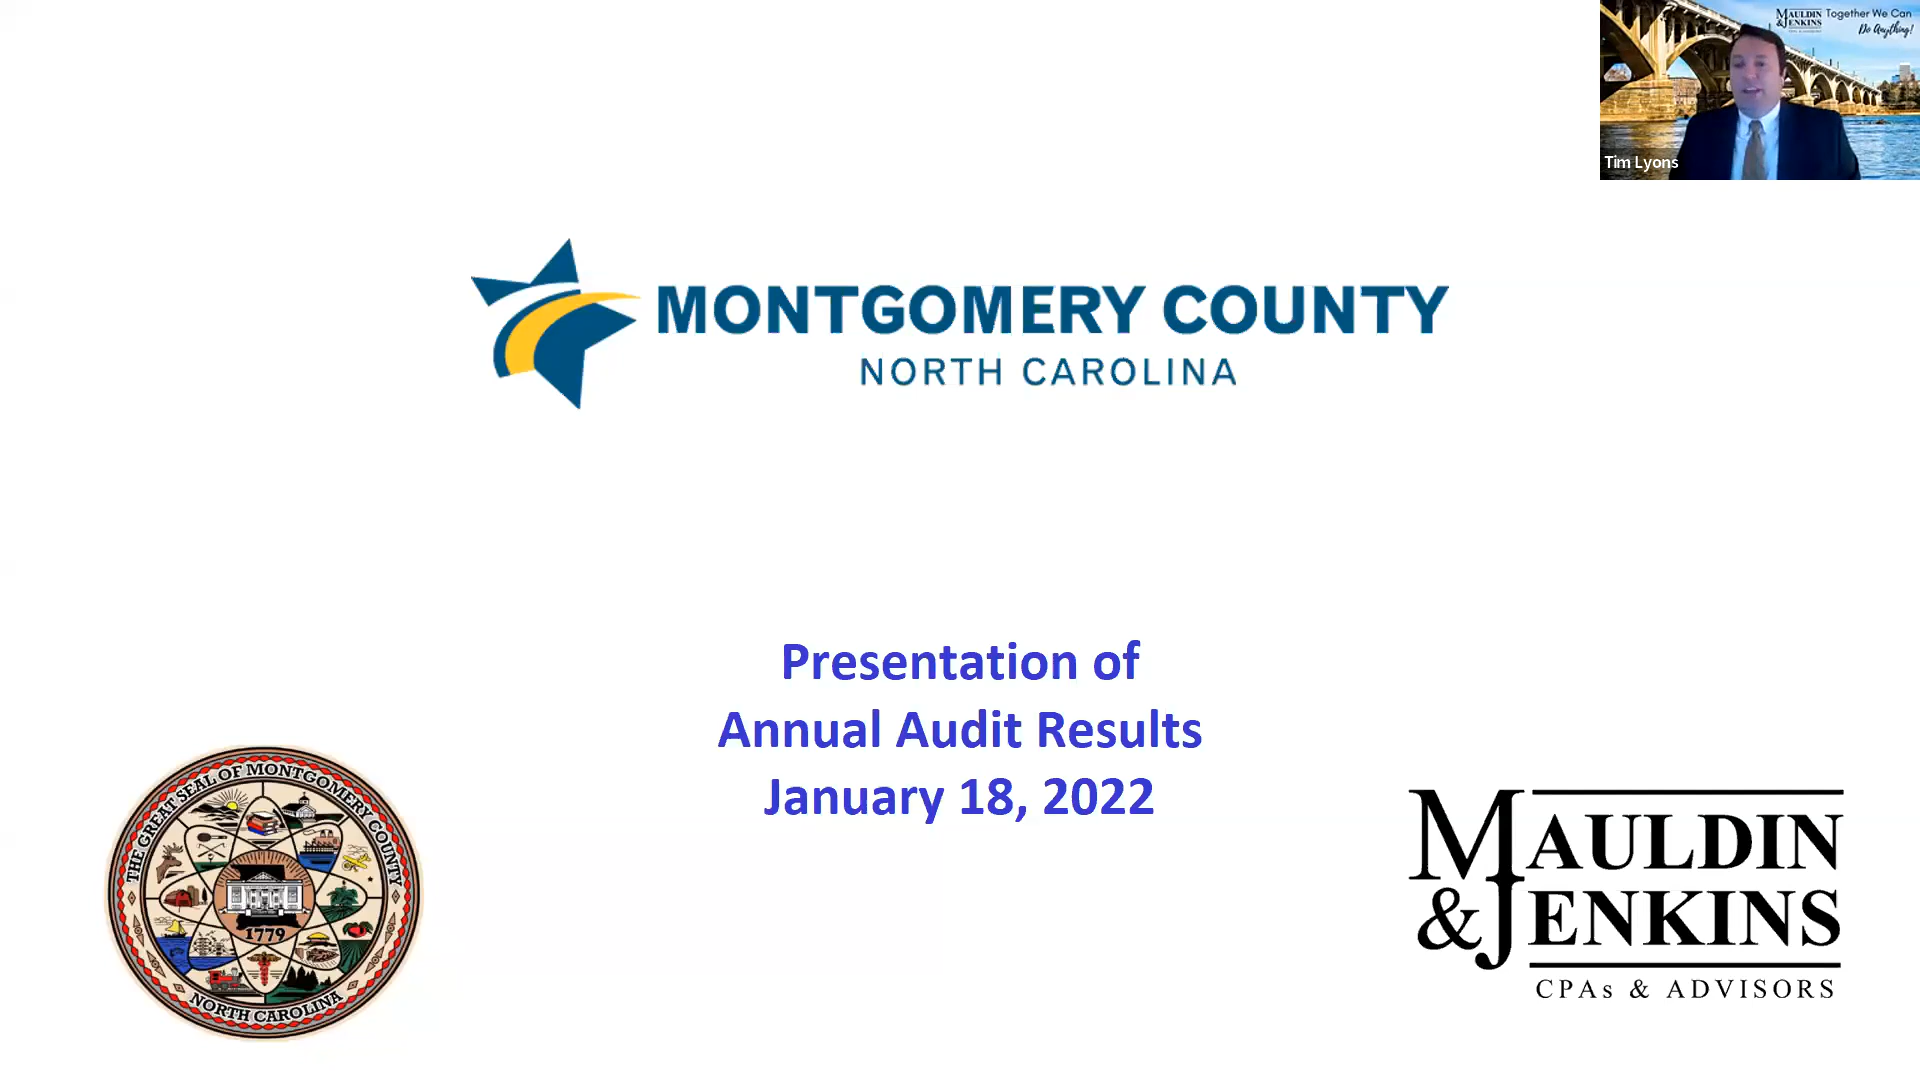 MAULDIN
&JENKINS
Together We Can
Do Anything!
Tim Lyons
MONTGOMERY COUNTY
NORTH CAROLINA
Presentation of
Annual Audit Results
January 18, 2022
THE GREAT SEAL OF MONTGOMERY COUNTY
1779
NORTH CAROLINA
MAULDIN
&JENKINS
CPAs & ADVISORS